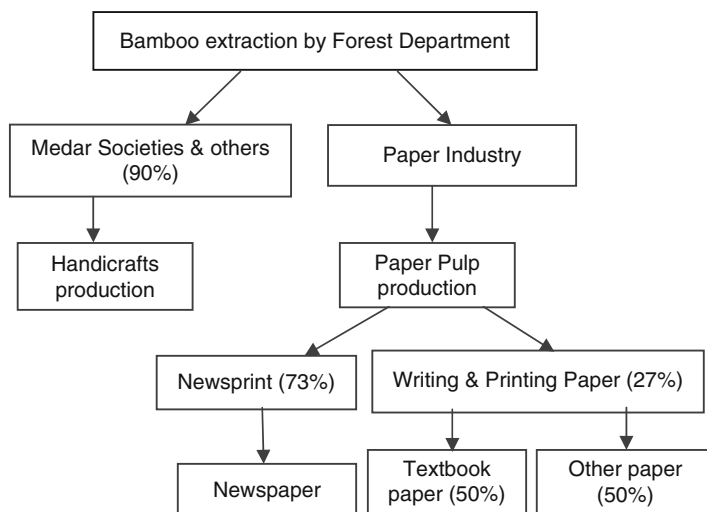 Bamboo extraction by Forest Department
Medar Societies & others
(90%)
Paper Industry
Handicrafts
production
Paper Pulp
production
Newsprint (73%)
Writing & Printing Paper (27%)
Newspaper
Textbook
paper (50%)
Other paper
(50%)